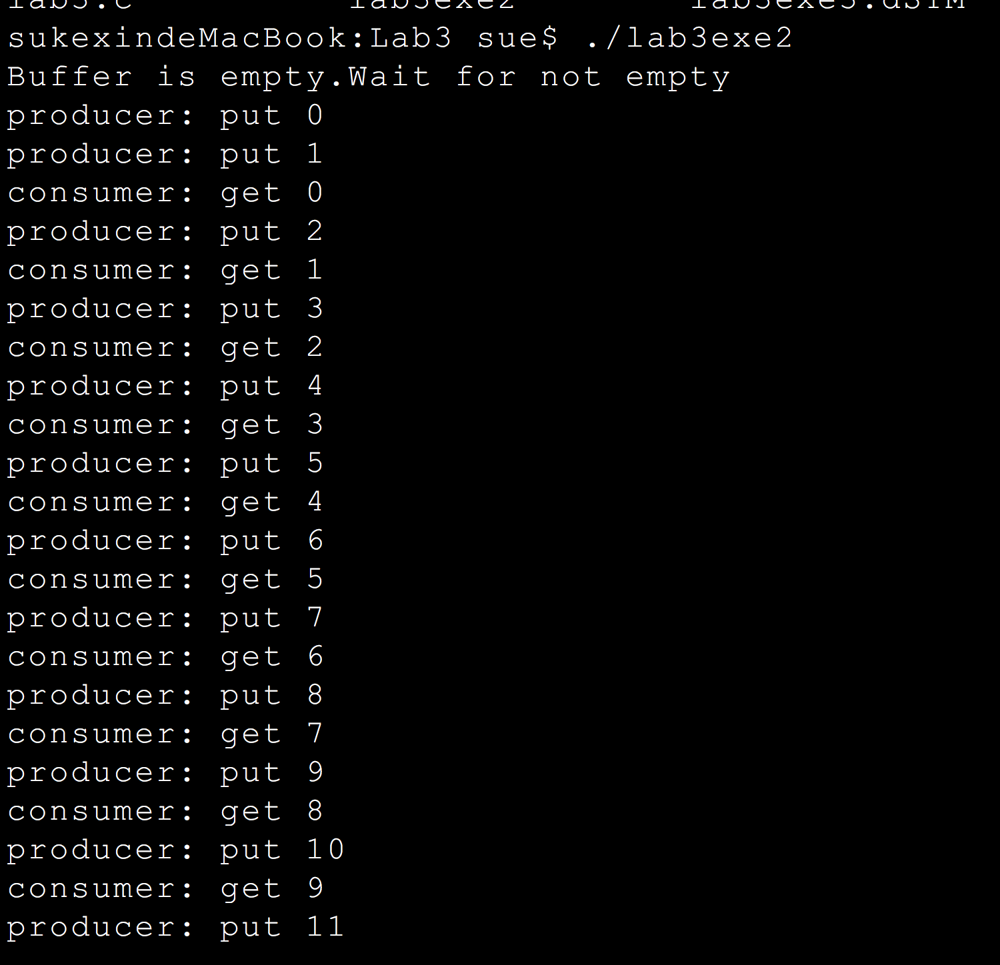 lab3.c lab3exe2 lab3exe3.dSYM
sukexindeMacBook:Lab3 sue$ ./lab3exe2
Buffer is empty.Wait for not empty
producer: put 0
producer: put 1
consumer: get 0
producer: put 2
consumer: get 1
producer: put 3
consumer: get 2
producer: put 4
consumer: get 3
producer: put 5
consumer: get 4
producer: put 6
consumer: get 5
producer: put 7
consumer: get 6
producer: put 8
consumer: get 7
producer: put 9
consumer: get 8
producer: put 10
consumer: get 9
producer: put 11